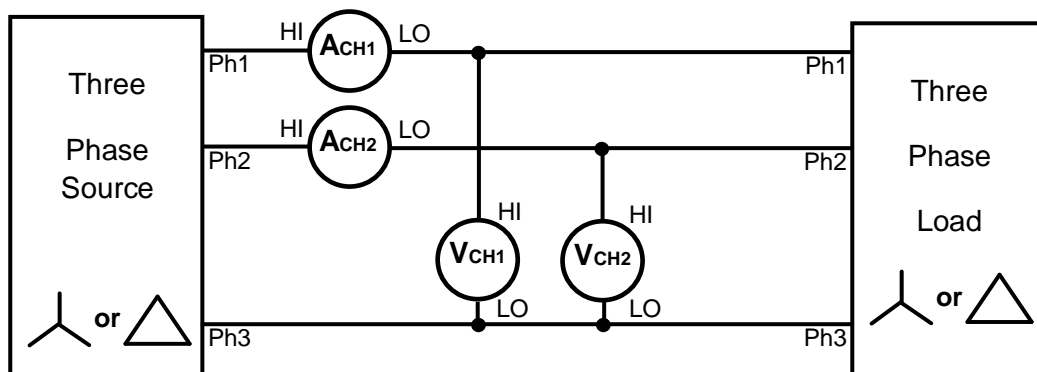 HI
ACH1
LO
Ph1
Ph1
Three
Phase
Source
HI
ACH2
LO
Ph2
Ph2
Three
Phase
Load
HI
VCH1
LO
HI
VCH2
LO
or
Ph3
Ph3
or